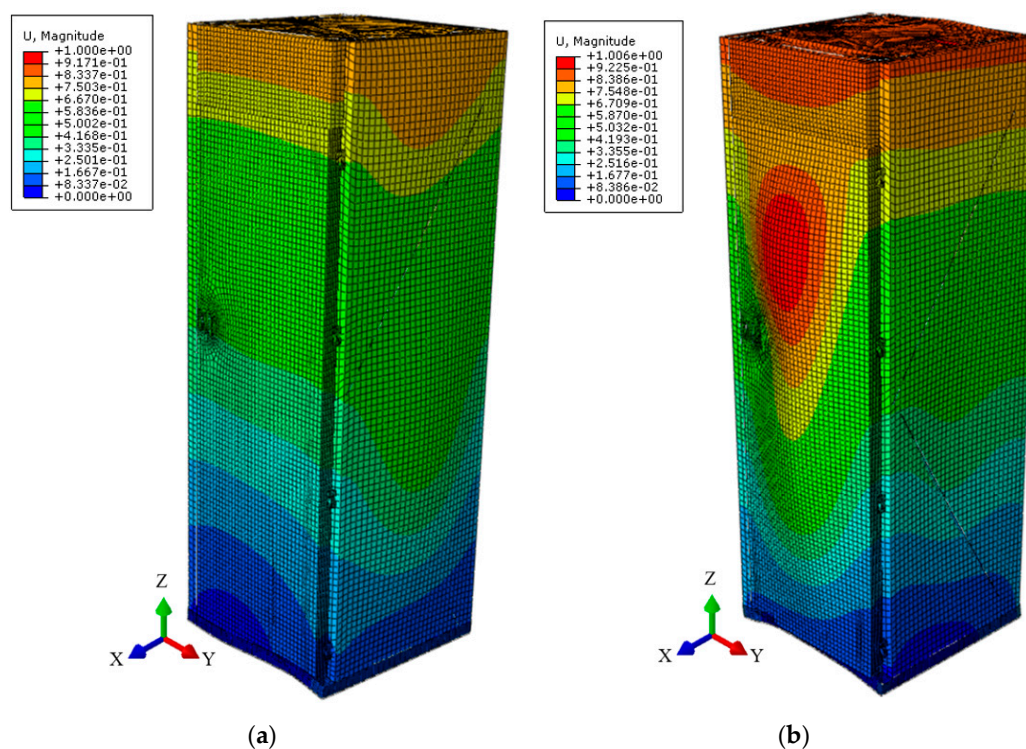 U, Magnitude
+1.000e+00
+9.171e-01
+8.337e-01
+7.503e-01
+6.670e-01
+5.836e-01
+5.002e-01
+4.168e-01
+3.335e-01
+2.501e-01
+1.667e-01
+8.337e-02
+0.000e+00
Z
X
Y
(a)
U, Magnitude
+1.006e+00
+9.225e-01
+8.386e-01
+7.548e-01
+6.709e-01
+5.870e-01
+5.032e-01
+4.193e-01
+3.355e-01
+2.516e-01
+1.677e-01
+8.386e-02
+0.000e+00
Z
X
Y
(b)